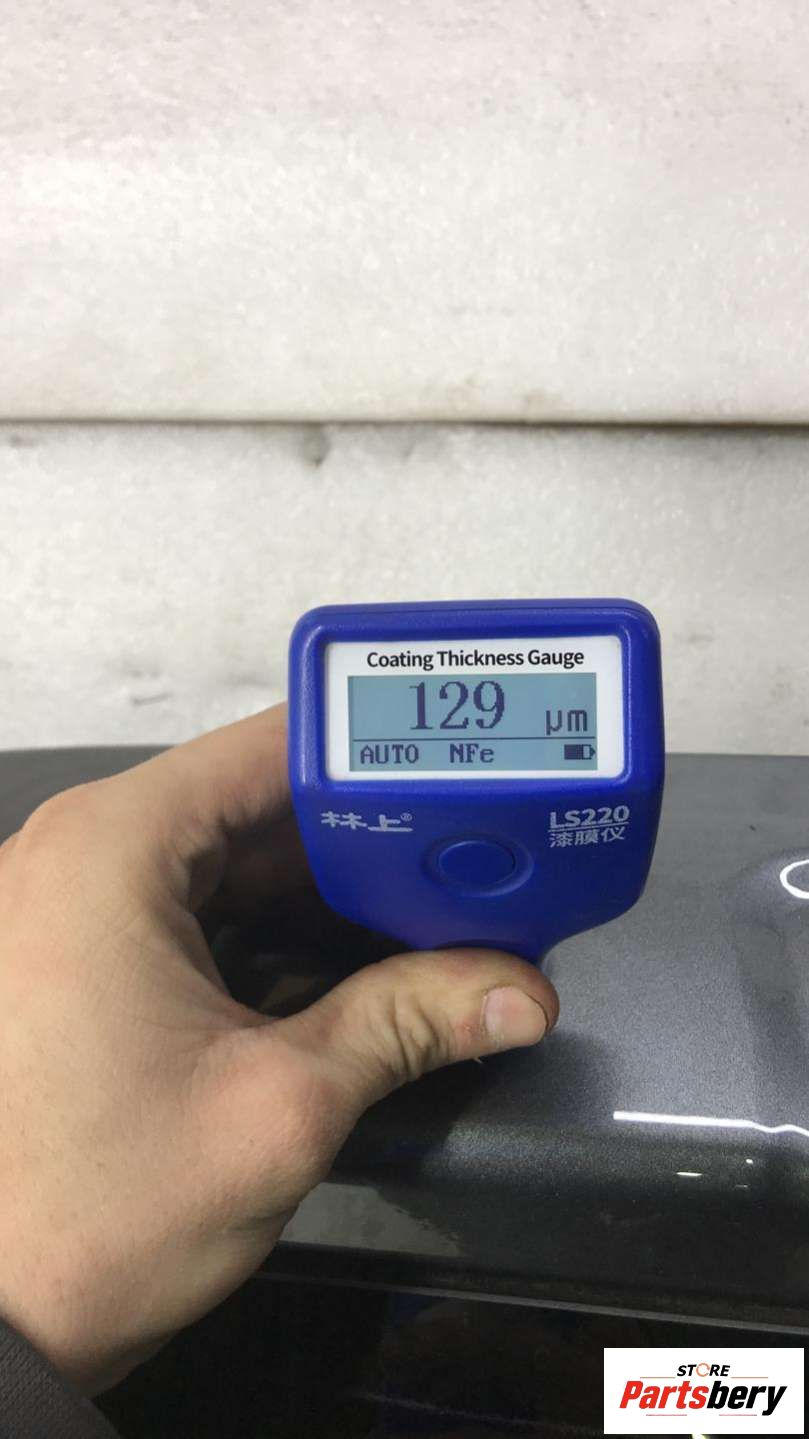 Coating Thickness Gauge
129 μm
AUTO NFe
林上®
LS220
漆膜仪
STORE
Partsbery